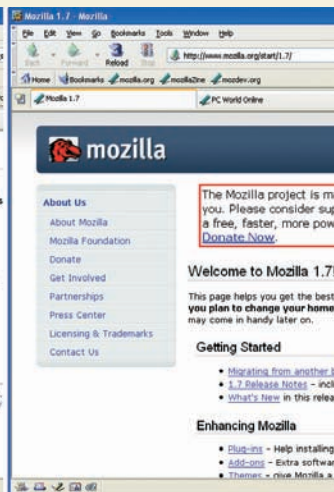 Mozilla 1.7 - Mozilla
File Edit View Go Bookmarks Tools Window Help
Back Forward Reload Stop http://www.mozilla.org/start/1.7/
Home Bookmarks mozilla.org mozillaZine mozdev.org
Mozilla 1.7 PC World Online
mozilla
About Us
About Mozilla
Mozilla Foundation
Donate
Get Involved
Partnerships
Press Center
Licensing & Trademarks
Contact Us
The Mozilla project is
you. Please consider
a free, faster, more
Donate Now.
Welcome to Mozilla 1.7!
This page helps you get the best
you plan to change your home
may come in handy later on.
Getting Started
Migrating from another
1.7 Release Notes –
What's New in this
Enhancing Mozilla
Plug-ins – Help installing
Add-ons – Extra
Themes – give Mozilla a